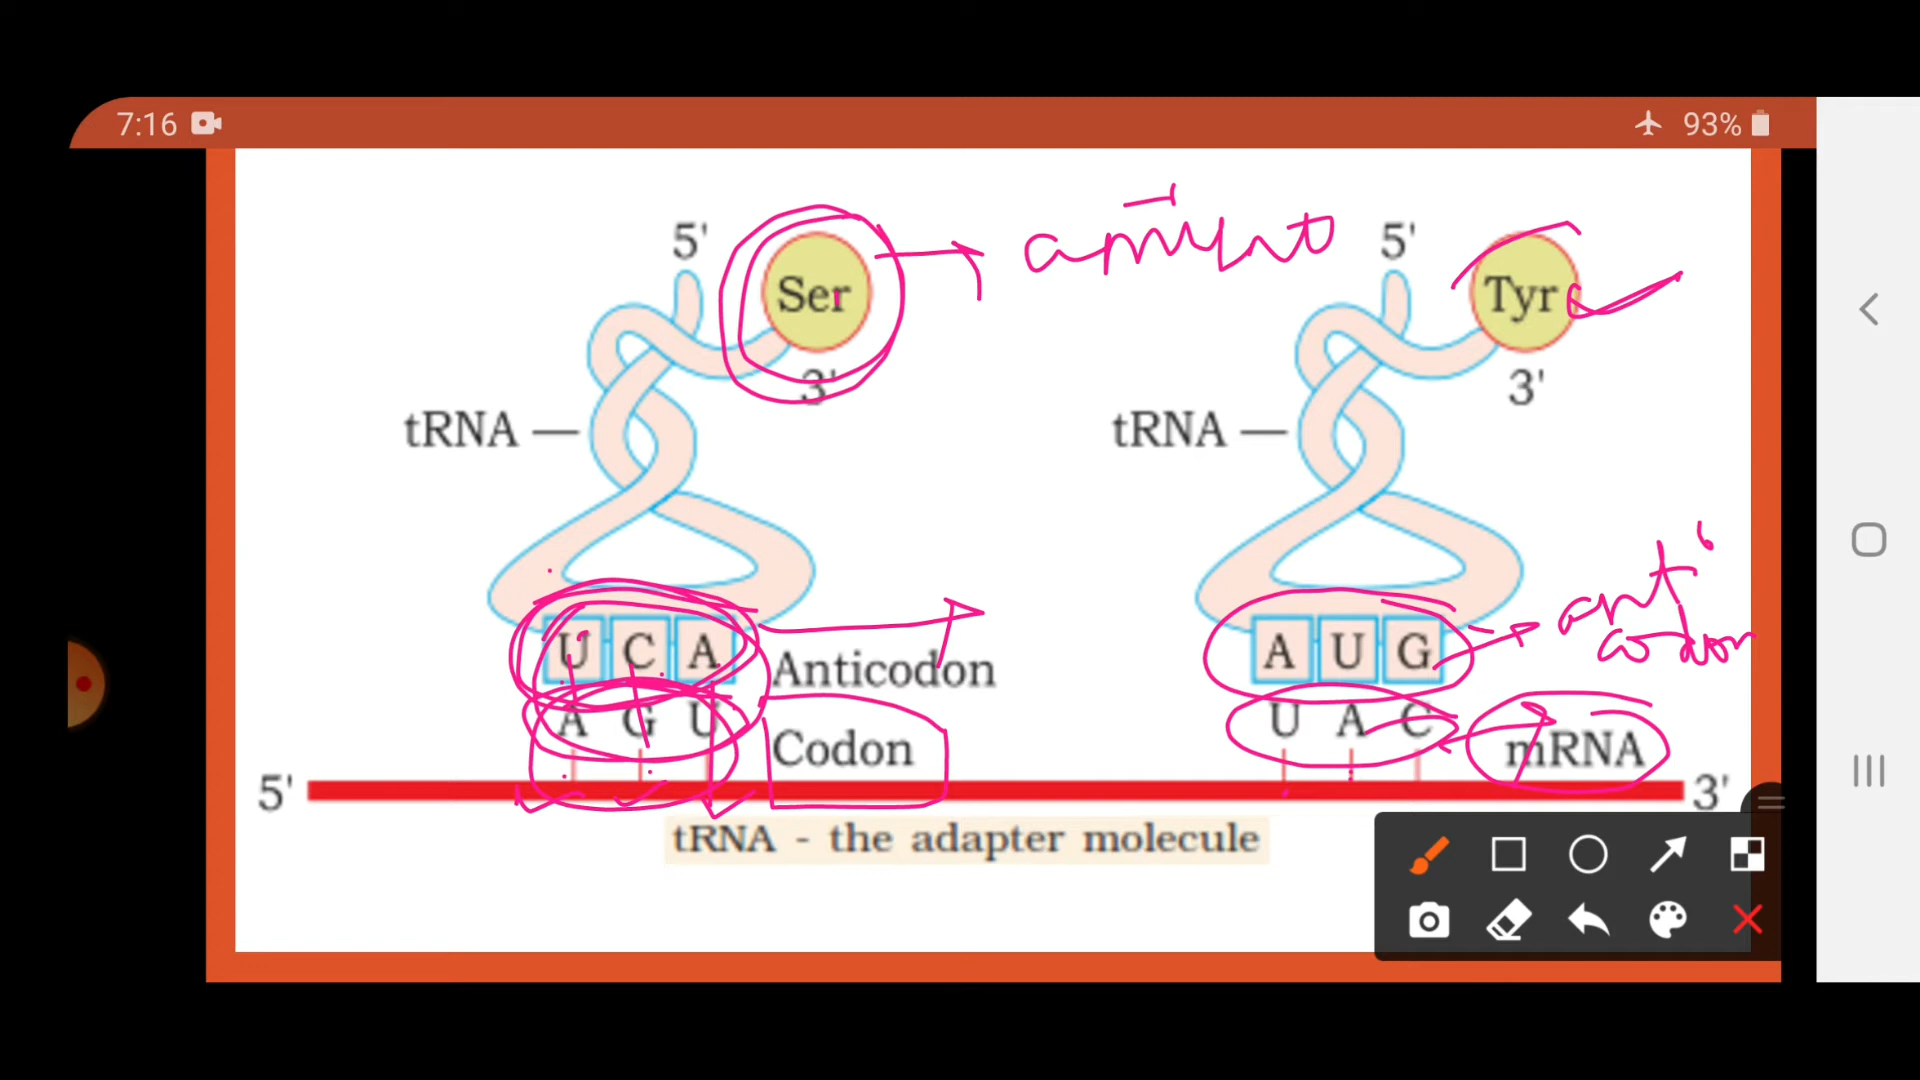 7:16 93%
5' Ser 5' Tyr
3' 3'
tRNA — tRNA —
anti
codon
U C A A U G
Anticodon
A G U U A C
Codon mRNA
5' 3'
tRNA - the adapter molecule